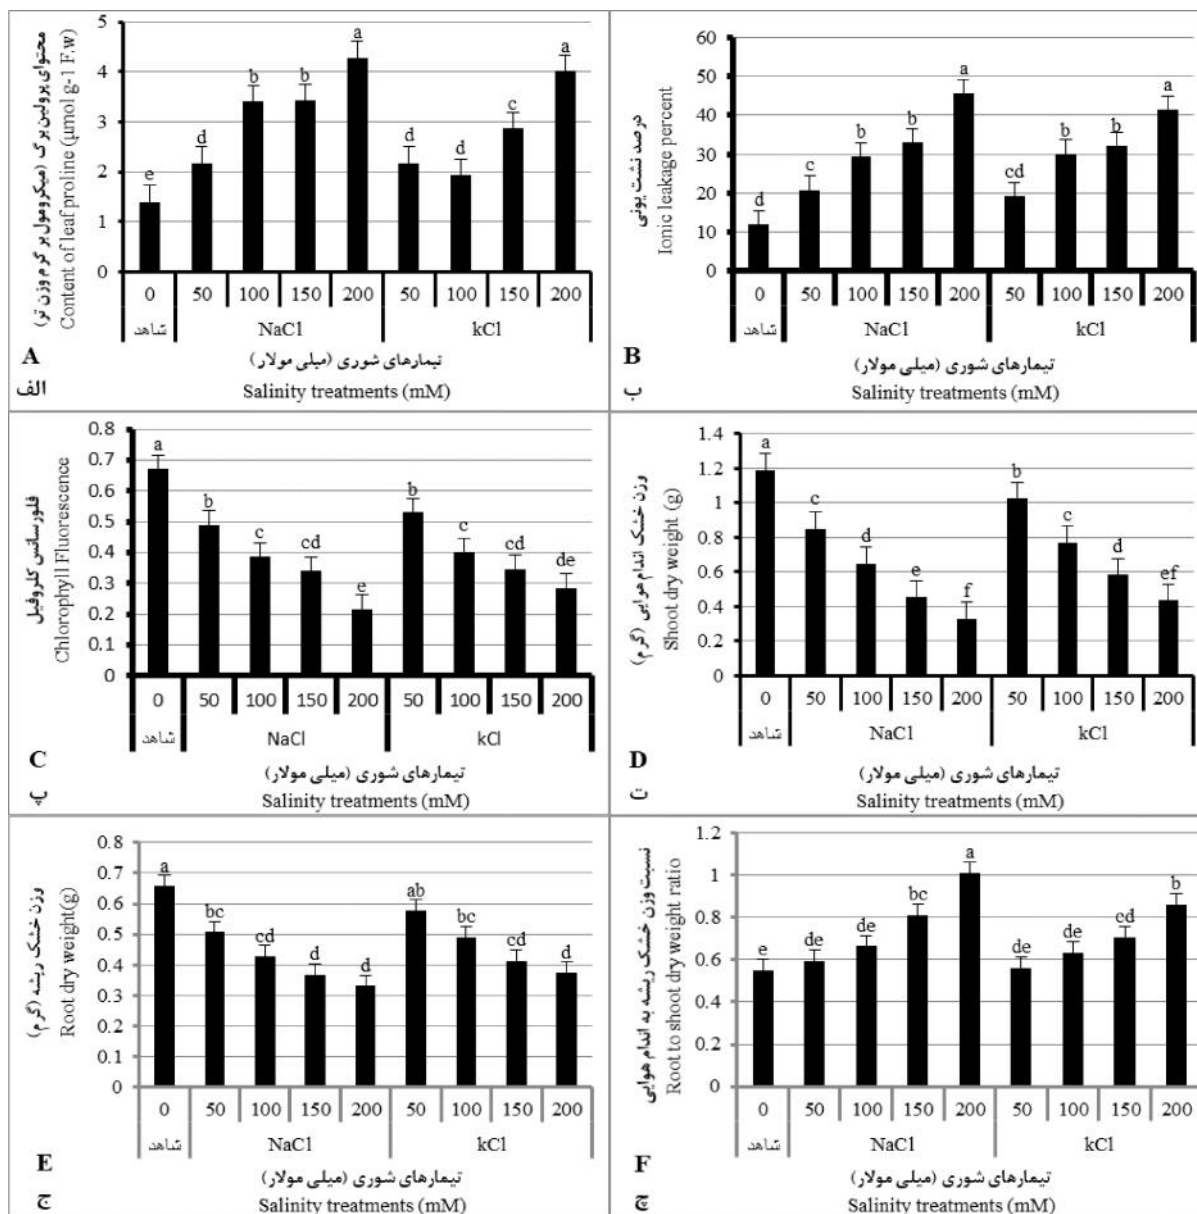 محتوای پرولین برگ (میکرومول بر گرم وزن تر)
Content of leaf proline (µmol g-1 F.w)
5
4
3
2
1
0
e d b b a d d c a
0 50 100 150 200 50 100 150 200
شاهد NaCl kCl
A
الف
تیمارهای شوری (میلی مولار)
Salinity treatments (mM)
درصد نشت یونی
Ionic leakage percent
60
50
40
30
20
10
0
d c b b a cd b b a
0 50 100 150 200 50 100 150 200
شاهد NaCl kCl
B
ب
تیمارهای شوری (میلی مولار)
Salinity treatments (mM)
فلورسانس کلروفیل
Chlorophyll Fluorescence
0.8
0.7
0.6
0.5
0.4
0.3
0.2
0.1
0
a b c cd e b c cd de
0 50 100 150 200 50 100 150 200
شاهد NaCl kCl
C
پ
تیمارهای شوری (میلی مولار)
Salinity treatments (mM)
وزن خشک اندام هوایی (گرم)
Shoot dry weight (g)
1.4
1.2
1
0.8
0.6
0.4
0.2
0
a c d e f b c d ef
0 50 100 150 200 50 100 150 200
شاهد NaCl kCl
D
ت
تیمارهای شوری (میلی مولار)
Salinity treatments (mM)
وزن خشک ریشه (گرم)
Root dry weight(g)
0.8
0.7
0.6
0.5
0.4
0.3
0.2
0.1
0
a bc cd d d ab bc cd d
0 50 100 150 200 50 100 150 200
شاهد NaCl kCl
E
ج
تیمارهای شوری (میلی مولار)
Salinity treatments (mM)
نسبت وزن خشک ریشه به اندام هوایی
Root to shoot dry weight ratio
1.2
1
0.8
0.6
0.4
0.2
0
e de de bc a de de cd b
0 50 100 150 200 50 100 150 200
شاهد NaCl kCl
F
چ
تیمارهای شوری (میلی مولار)
Salinity treatments (mM)